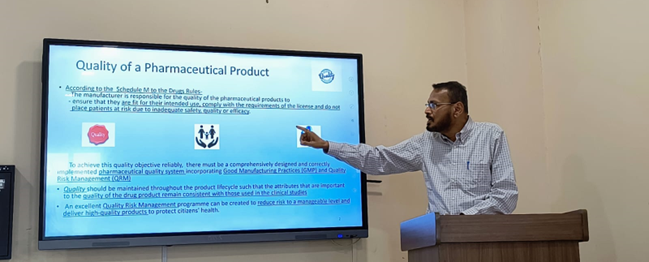 Quality of a Pharmaceutical Product
Quality
• According to the Schedule M to the Drugs Rules-
-The manufacturer is responsible for the quality of the pharmaceutical products to
- ensure that they are fit for their intended use, comply with the requirements of the license and do not
place patients at risk due to inadequate safety, quality or efficacy.
Quality
To achieve this quality objective reliably, there must be a comprehensively designed and correctly
implemented pharmaceutical quality system incorporating Good Manufacturing Practices (GMP) and Quality
Risk Management (QRM)
• Quality should be maintained throughout the product lifecycle such that the attributes that are important
to the quality of the drug product remain consistent with those used in the clinical studies
• An excellent Quality Risk Management programme can be created to reduce risk to a manageable level and
deliver high-quality products to protect citizens' health.